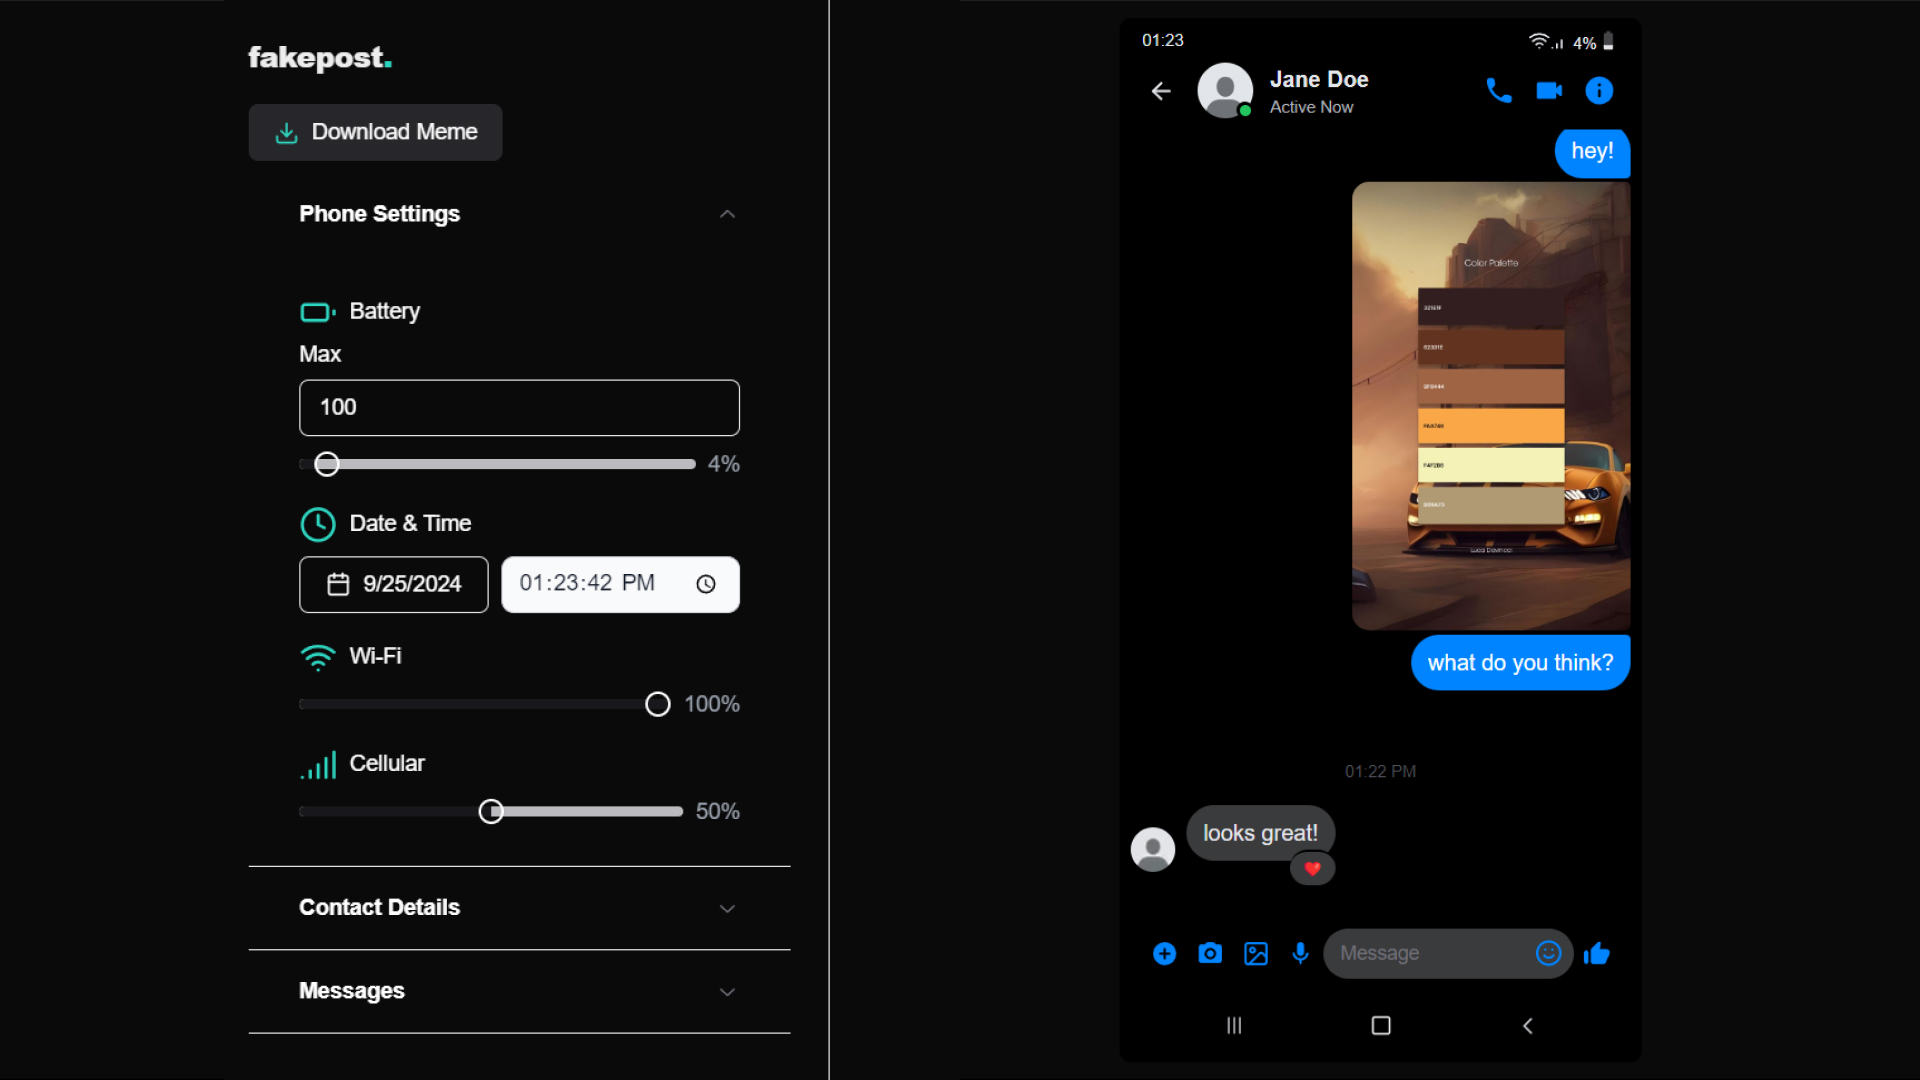 fakepost.
Download Meme
Phone Settings
Battery
Max
100
4%
Date & Time
9/25/2024
01:23:42 PM
Wi-Fi
100%
Cellular
50%
Contact Details
Messages
01:23
4%
Jane Doe
Active Now
hey!
Color Palette
Luca Davincci
what do you think?
01:22 PM
looks great!
Message